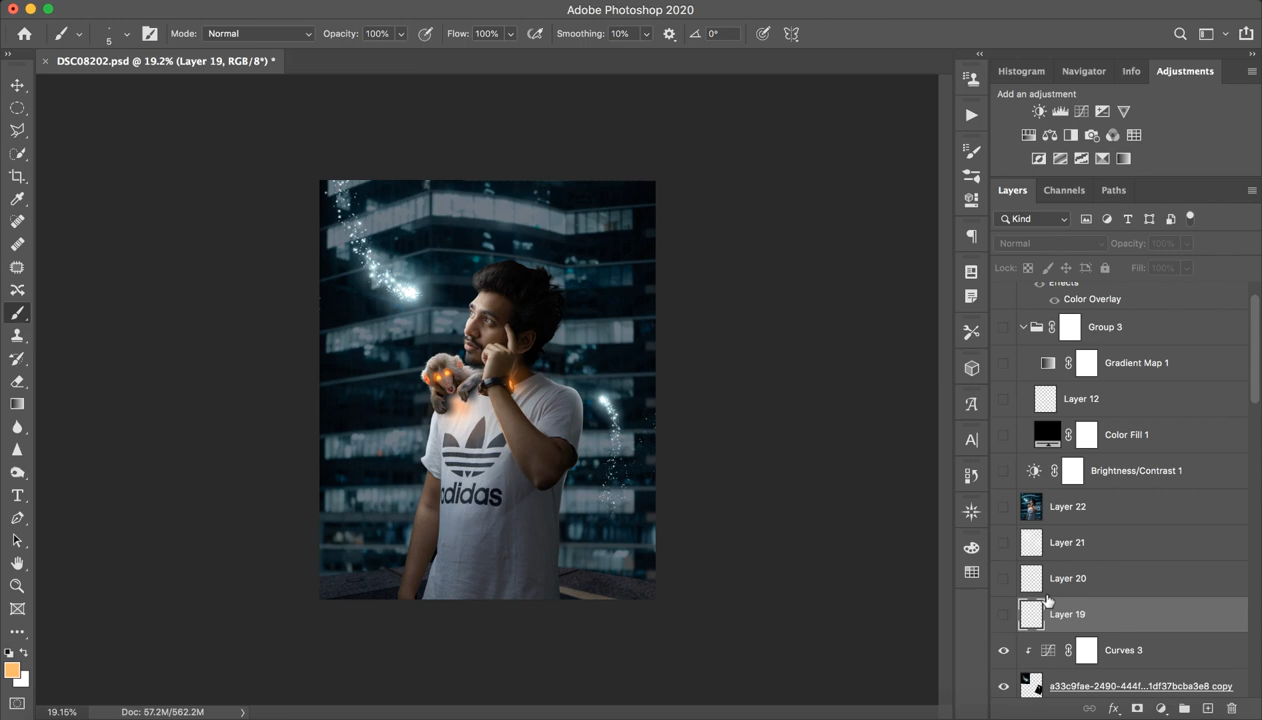 Adobe Photoshop 2020
5
Mode: Normal
Opacity: 100%
Flow: 100%
Smoothing: 10%
0°
× DSC08202.psd @ 19.2% (Layer 19, RGB/8*) *
Histogram Navigator Info Adjustments
Add an adjustment
Layers Channels Paths
Kind
Normal
Opacity: 100%
Lock:
Fill: 100%
Effects
Color Overlay
Group 3
Gradient Map 1
Layer 12
Color Fill 1
Brightness/Contrast 1
Layer 22
Layer 21
Layer 20
Layer 19
Curves 3
a33c9fae-2490-444f...1df37bcba3e8 copy
adidas
19.15%
Doc: 57.2M/562.2M